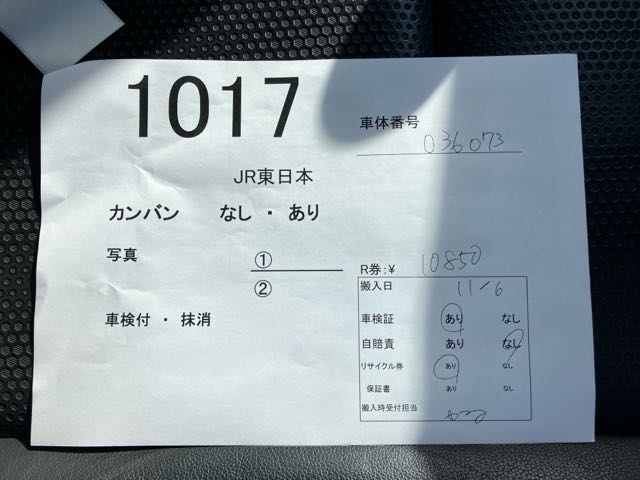 1017
車体番号
036073
JR東日本
カンバン なし ・ あり
写真 ①
②
車検付 ・ 抹消
R券:¥ 10850
搬入日 11/6
車検証 あり なし
自賠責 あり なし
リサイクル券 あり なし
保証書 あり なし
搬入時受付担当